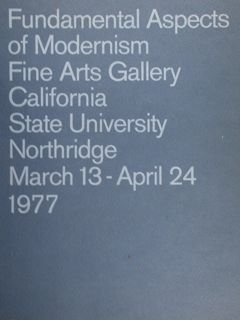 Fundamental Aspects
of Modernism
Fine Arts Gallery
California
State University
Northridge
March 13 - April 24
1977